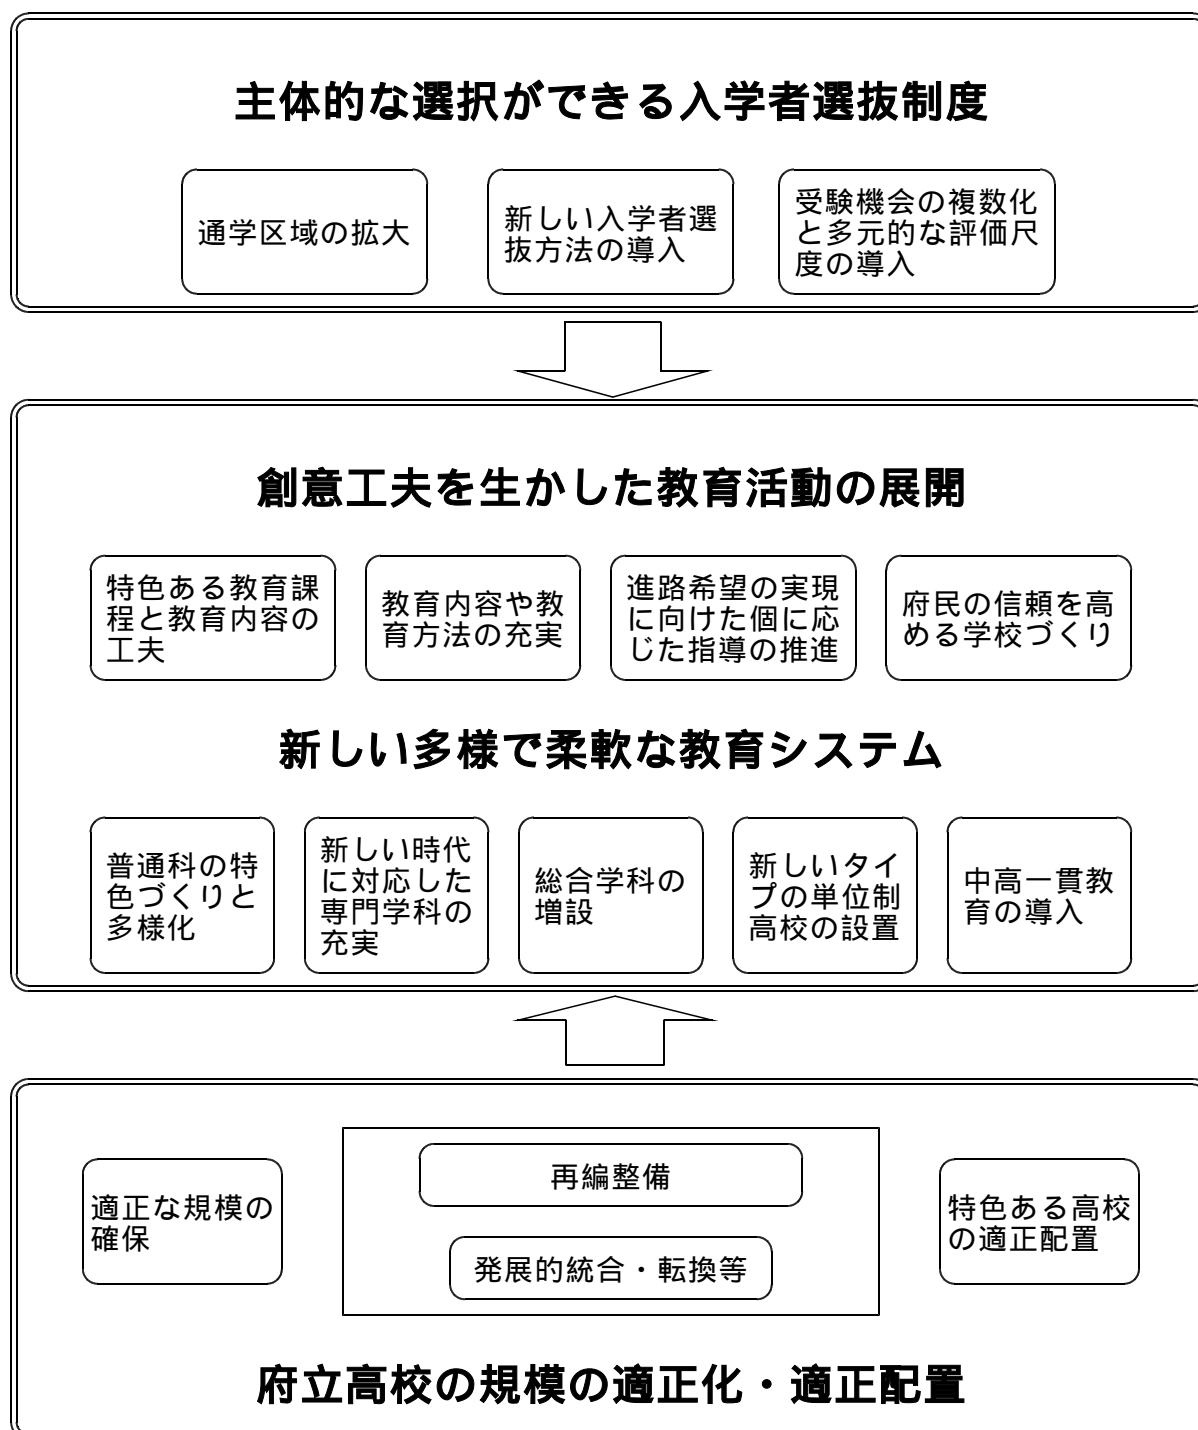 主体的な選択ができる入学者選抜制度
通学区域の拡大
新しい入学者選
抜方法の導入
受験機会の複数化
と多元的な評価尺
度の導入
創意工夫を生かした教育活動の展開
特色ある教育課
程と教育内容の
工夫
教育内容や教
育方法の充実
進路希望の実現
に向けた個に応
じた指導の推進
府民の信頼を高
める学校づくり
新しい多様で柔軟な教育システム
普通科の特
色づくりと
多様化
新しい時代
に対応した
専門学科の
充実
総合学科の
増設
新しいタイ
プの単位制
高校の設置
中高一貫教
育の導入
適正な規模の
確保
再編整備
発展的統合・転換等
特色ある高校
の適正配置
府立高校の規模の適正化・適正配置